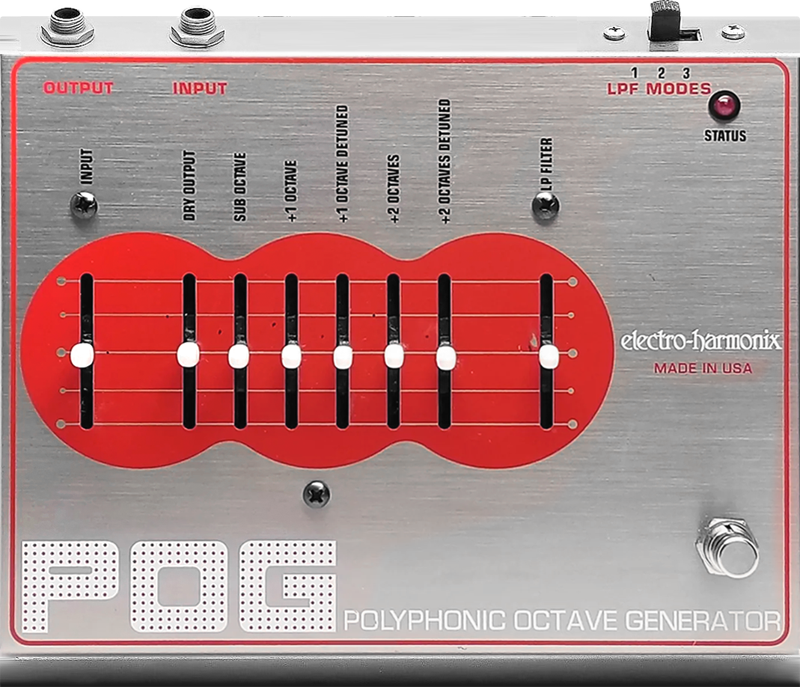 1 2 3
OUTPUT
INPUT
LPF MODES
STATUS
INPUT
DRY OUTPUT
SUB OCTAVE
+1 OCTAVE
+1 OCTAVE DETUNED
+2 OCTAVES
+2 OCTAVES DETUNED
LP FILTER
electro-harmonix
MADE IN USA
POG
POLYPHONIC OCTAVE GENERATOR